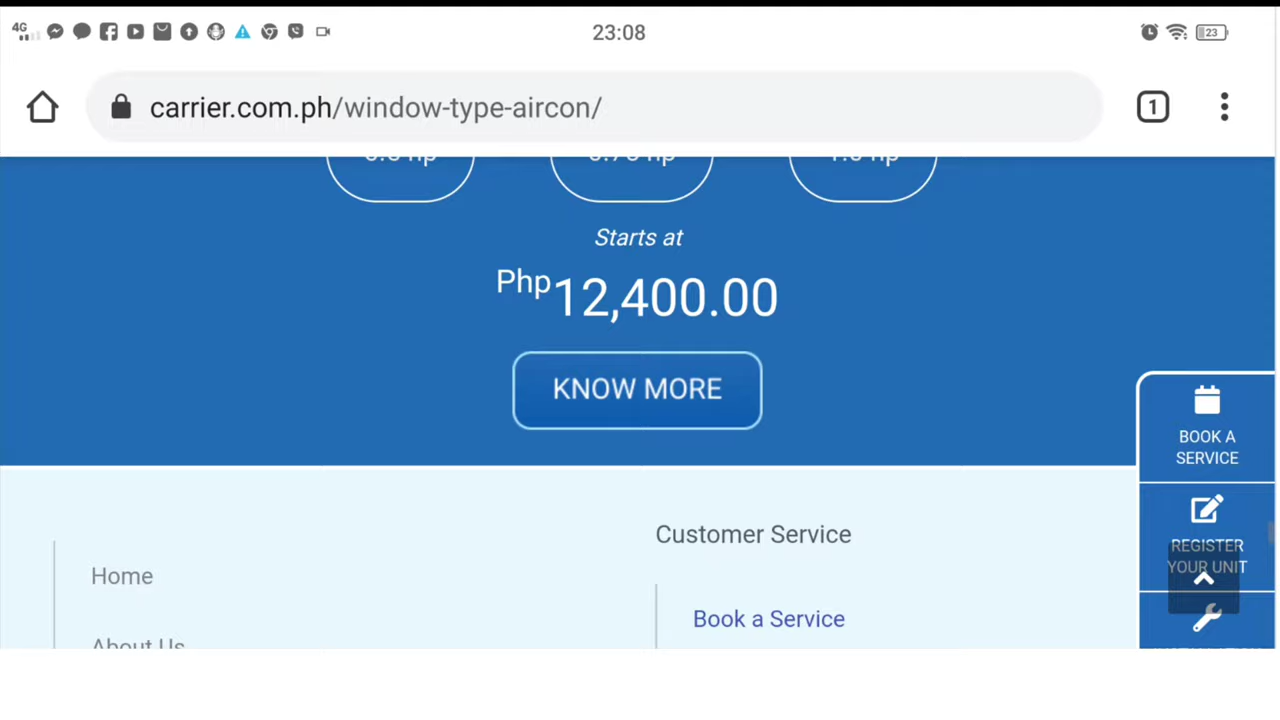 4G
23:08
23
carrier.com.ph/window-type-aircon/
1
Starts at
Php12,400.00
KNOW MORE
BOOK A
SERVICE
REGISTER
YOUR UNIT
Customer Service
Home
Book a Service
About Us